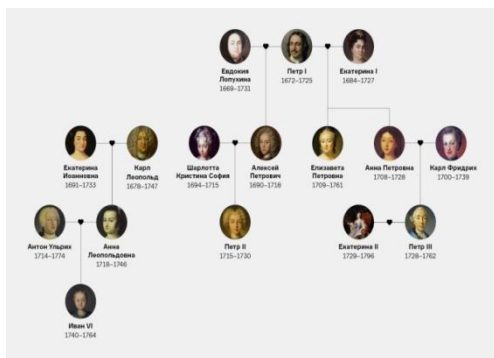 Евдокия
Лопухина
1669–1731
Петр I
1672–1725
Екатерина I
1684–1727
Екатерина
Иоанновна
1691–1733
Карл
Леопольд
1678–1747
Шарлотта
Кристина София
1694–1715
Алексей
Петрович
1690–1718
Елизавета
Петровна
1709–1761
Анна Петровна
1708–1728
Карл Фридрих
1700–1739
Антон Ульрих
1714–1774
Анна
Леопольдовна
1718–1746
Петр II
1715–1730
Екатерина II
1729–1796
Петр III
1728–1762
Иван VI
1740–1764